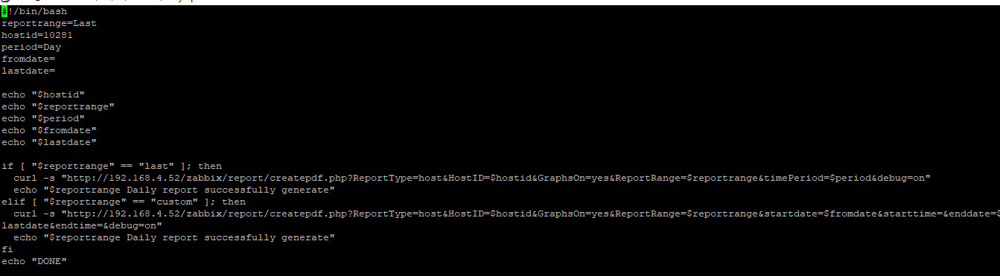 #!/bin/bash
reportrange=Last
hostid=10281
period=Day
fromdate=
lastdate=

echo "$hostid"
echo "$reportrange"
echo "$period"
echo "$fromdate"
echo "$lastdate"

if [ "$reportrange" == "last" ]; then
  curl -s "http://192.168.4.52/zabbix/report/createpdf.php?ReportType=host&HostID=$hostid&GraphsOn=yes&ReportRange=$reportrange&timePeriod=$period&debug=on"
  echo "$reportrange Daily report successfully generate"
elif [ "$reportrange" == "custom" ]; then
  curl -s "http://192.168.4.52/zabbix/report/createpdf.php?ReportType=host&HostID=$hostid&GraphsOn=yes&ReportRange=$reportrange&startdate=$fromdate&starttime=&enddate=$
lastdate&endtime=&debug=on"
  echo "$reportrange Daily report successfully generate"
fi
echo "DONE"